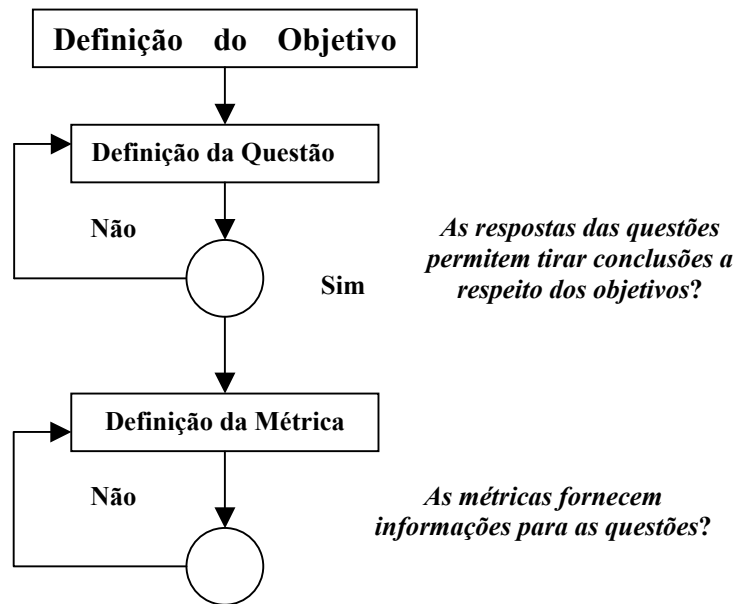 Definição do Objetivo
Definição da Questão
Não
As respostas das questões
permitem tirar conclusões a
respeito dos objetivos?
Sim
Definição da Métrica
Não
As métricas fornecem
informações para as questões?